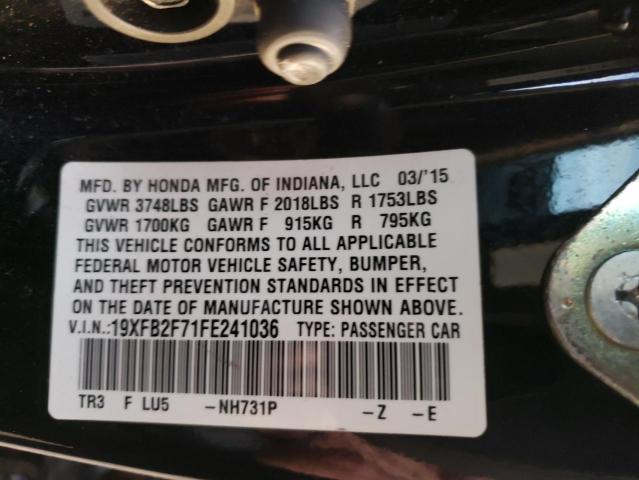 MFD. BY HONDA MFG. OF INDIANA, LLC 03/'15
GVWR 3748LBS GAWR F 2018LBS R 1753LBS
GVWR 1700KG GAWR F 915KG R 795KG
THIS VEHICLE CONFORMS TO ALL APPLICABLE
FEDERAL MOTOR VEHICLE SAFETY, BUMPER,
AND THEFT PREVENTION STANDARDS IN EFFECT
ON THE DATE OF MANUFACTURE SHOWN ABOVE.
V.I.N.:19XFB2F71FE241036 TYPE: PASSENGER CAR
TR3 F LU5 -NH731P -Z -E